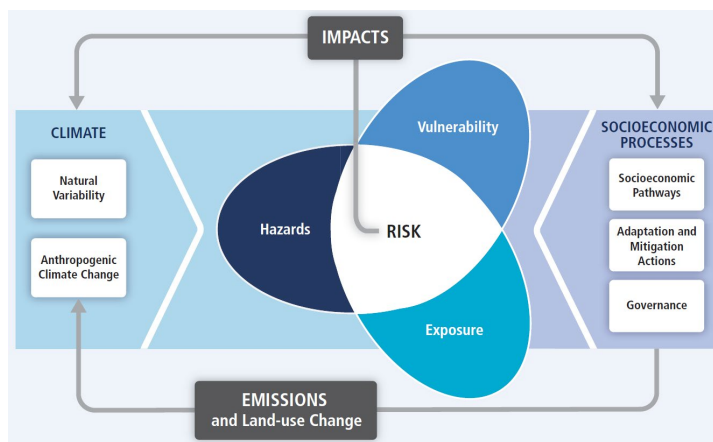 IMPACTS
CLIMATE
Natural
Variability
Anthropogenic
Climate Change
Vulnerability
Hazards
RISK
Exposure
SOCIOECONOMIC
PROCESSES
Socioeconomic
Pathways
Adaptation and
Mitigation
Actions
Governance
EMISSIONS
and Land-use Change